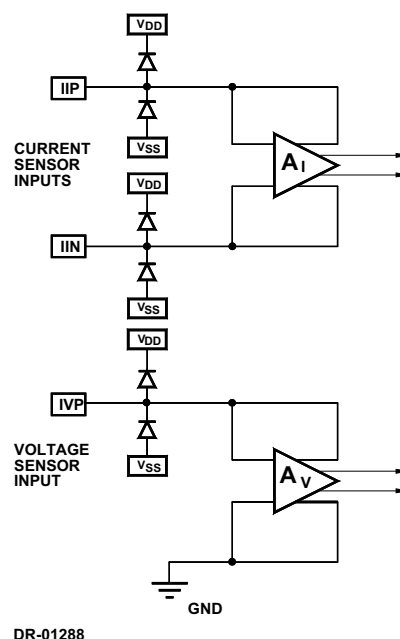 VDD
IIP
CURRENT
SENSOR
INPUTS
VSS
VDD
AI
IIN
VSS
VDD
IVP
VOLTAGE
SENSOR
INPUT
VSS
AV
GND
DR-01288